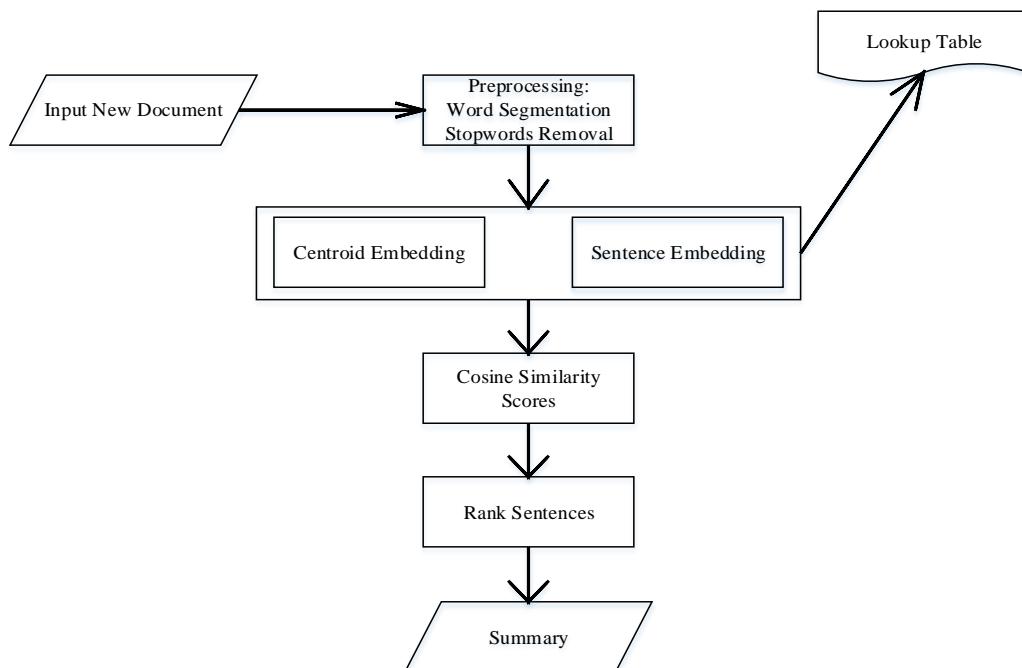 Lookup Table
Input New Document
Preprocessing:
Word Segmentation
Stopwords Removal
Centroid Embedding
Sentence Embedding
Cosine Similarity
Scores
Rank Sentences
Summary